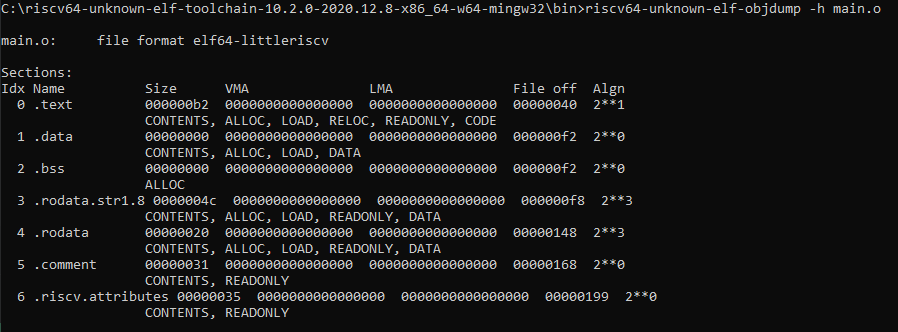 C:\riscv64-unknown-elf-toolchain-10.2.0-2020.12.8-x86_64-w64-mingw32\bin>riscv64-unknown-elf-objdump -h main.o
main.o:     file format elf64-littleriscv
Sections:
Idx Name          Size      VMA               LMA               File off  Algn
  0 .text         000000b2  0000000000000000  0000000000000000  00000040  2**1
                  CONTENTS, ALLOC, LOAD, RELOC, READONLY, CODE
  1 .data         00000000  0000000000000000  0000000000000000  000000f2  2**0
                  CONTENTS, ALLOC, LOAD, DATA
  2 .bss          00000000  0000000000000000  0000000000000000  000000f2  2**0
                  ALLOC
  3 .rodata.str1.8 0000004c  0000000000000000  0000000000000000  000000f8  2**3
                  CONTENTS, ALLOC, LOAD, READONLY, DATA
  4 .rodata       00000020  0000000000000000  0000000000000000  00000148  2**3
                  CONTENTS, ALLOC, LOAD, READONLY, DATA
  5 .comment      00000031  0000000000000000  0000000000000000  00000168  2**0
                  CONTENTS, READONLY
  6 .riscv.attributes 00000035  0000000000000000  0000000000000000  00000199  2**0
                  CONTENTS, READONLY